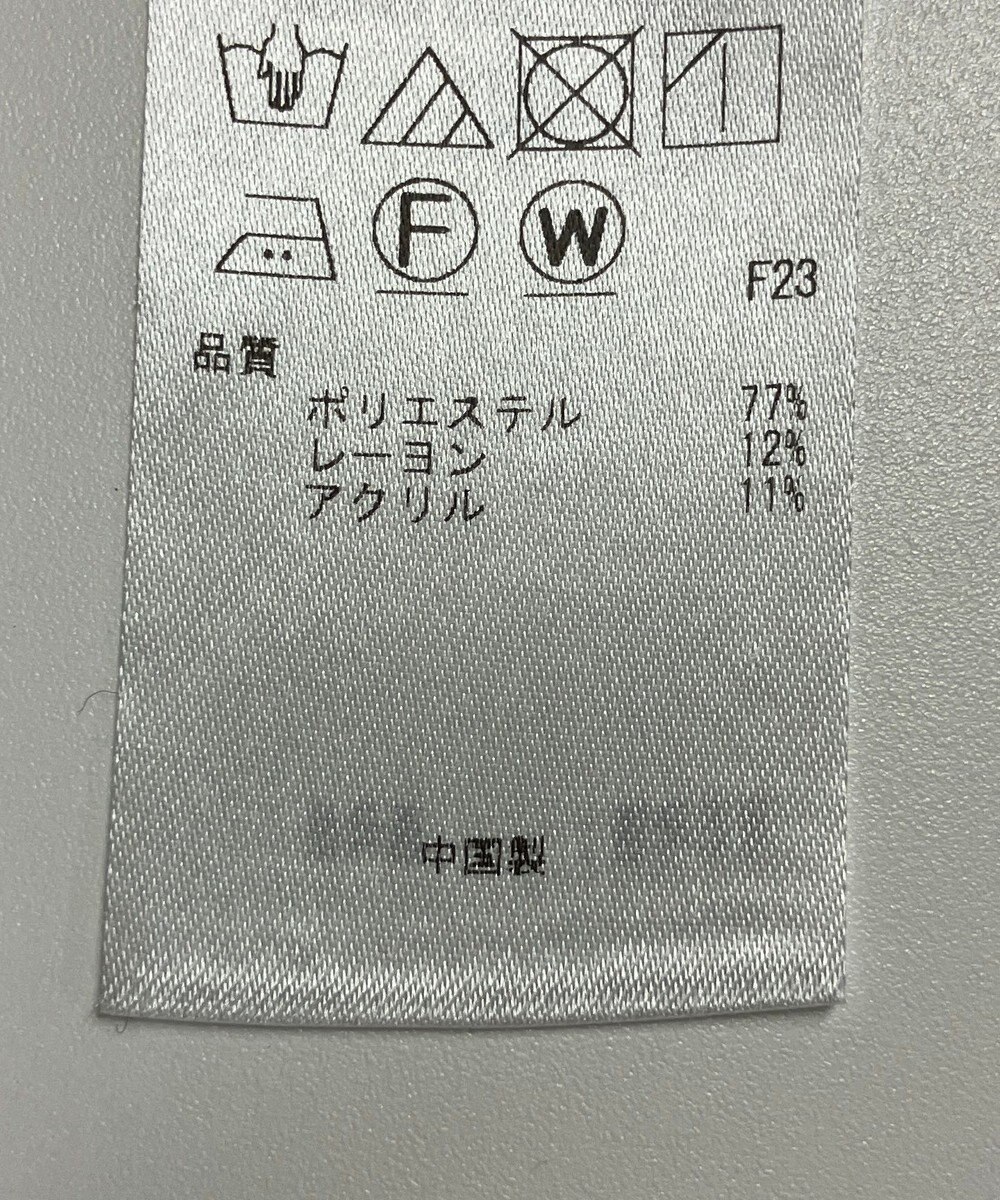 F W
F23
品質
ポリエステル 77%
レーヨン 12%
アクリル 11%
中国製